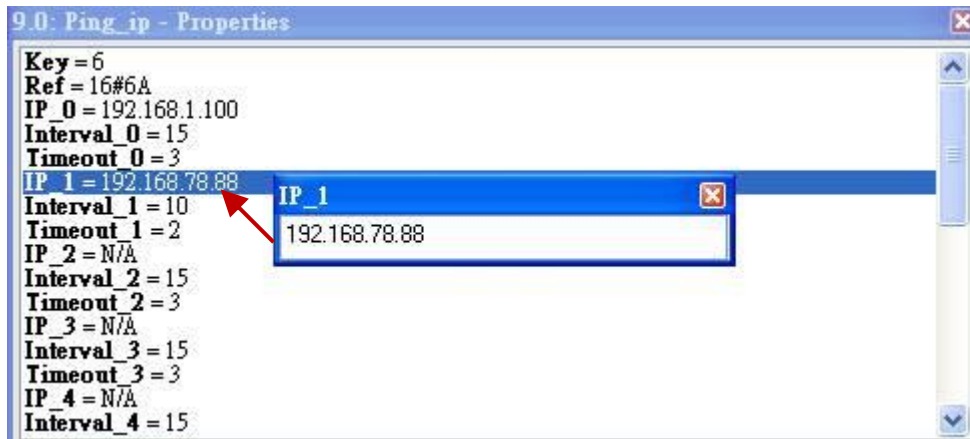 9.0: Ping_ip - Properties
Key = 6
Ref = 16#6A
IP_0 = 192.168.1.100
Interval_0 = 15
Timeout_0 = 3
IP_1 = 192.168.78.88
Interval_1 = 10
Timeout_1 = 2
IP_2 = N/A
Interval_2 = 15
Timeout_2 = 3
IP_3 = N/A
Interval_3 = 15
Timeout_3 = 3
IP_4 = N/A
Interval_4 = 15
IP_1
192.168.78.88